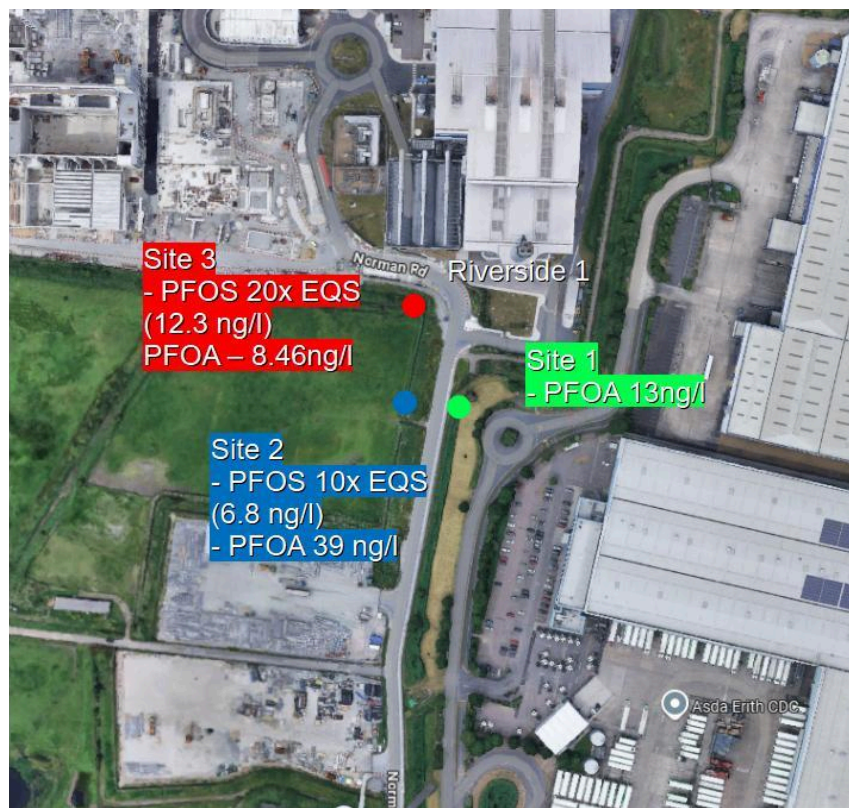 Norman Rd
Riverside 1
Site 3
- PFOS 20x EQS
(12.3 ng/l)
PFOA – 8.46ng/l
Site 1
- PFOA 13ng/l
Site 2
- PFOS 10x EQS
(6.8 ng/l)
- PFOA 39 ng/l
Asda Erith CDC
Norm